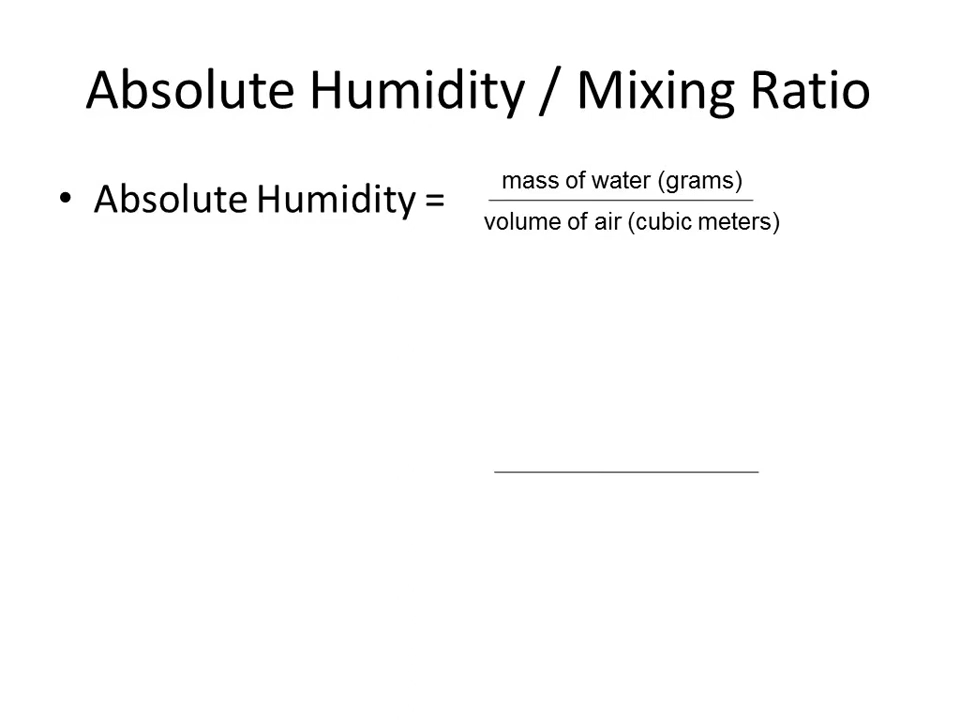 Absolute Humidity / Mixing Ratio
• Absolute Humidity =
mass of water (grams)
volume of air (cubic meters)